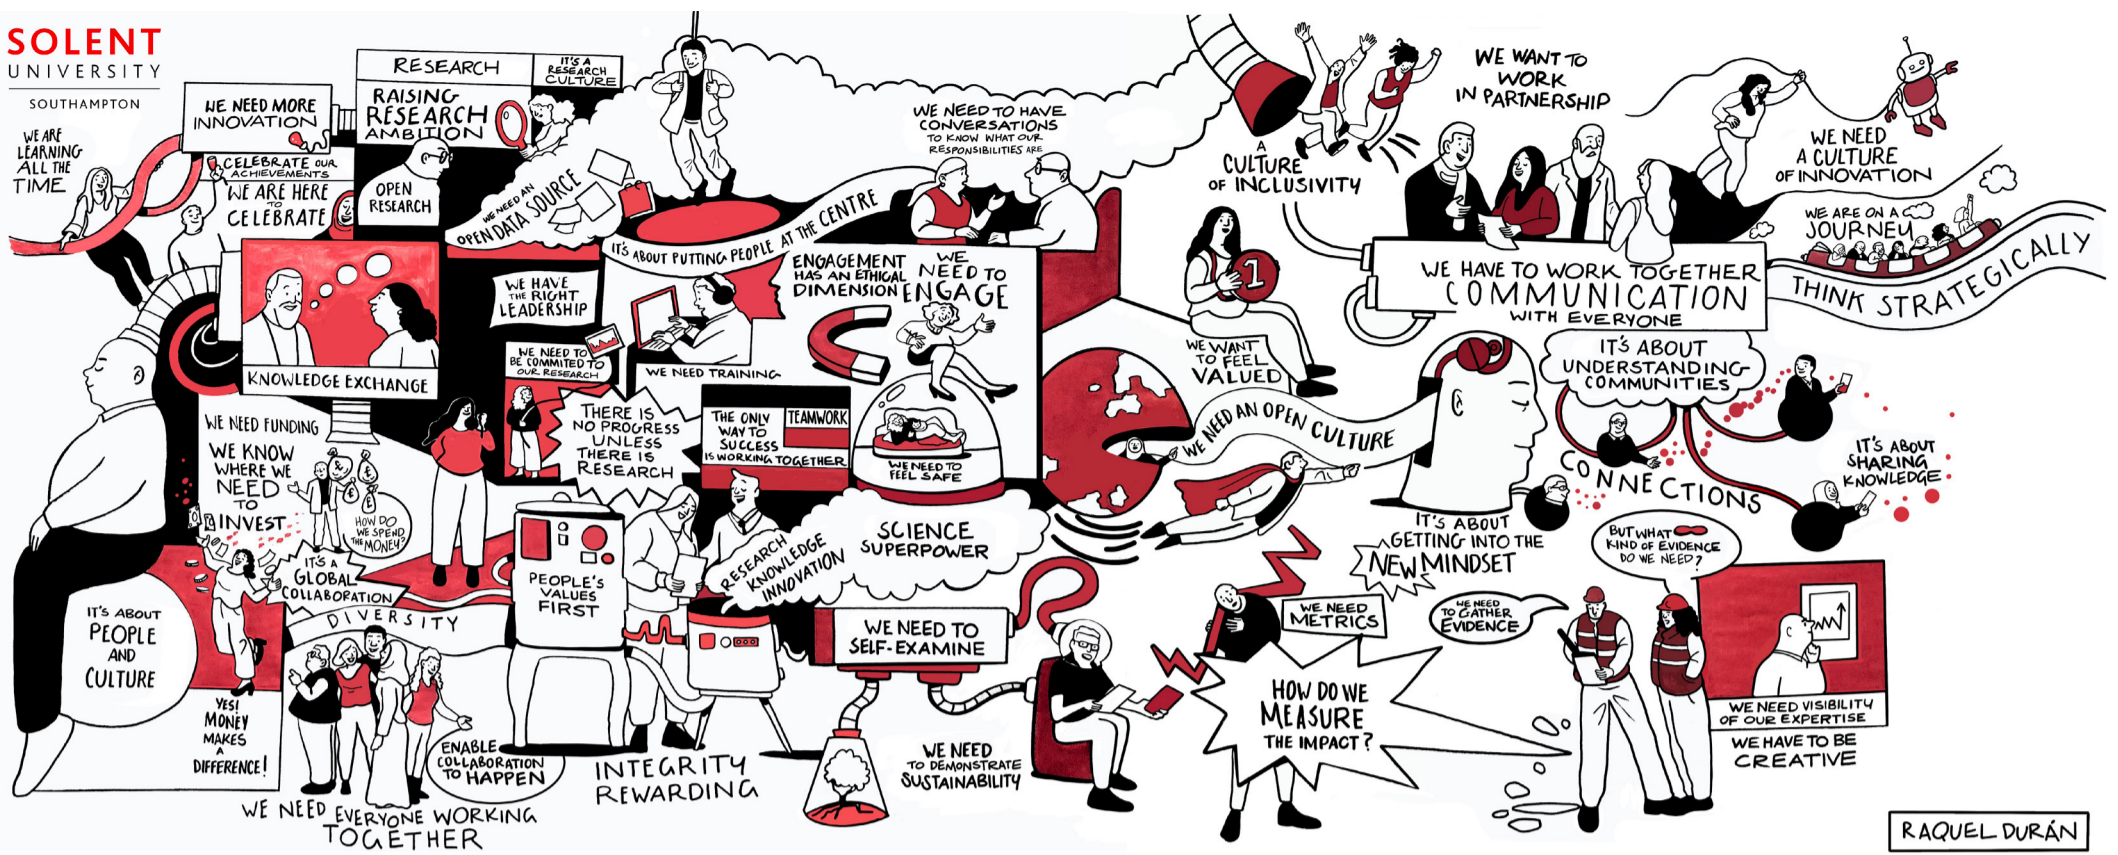 SOLENT
UNIVERSITY
SOUTHAMPTON
WE ARE
LEARNING
ALL THE
TIME
WE NEED MORE
INNOVATION
CELEBRATE OUR
ACHIEVEMENTS
WE ARE HERE
TO
CELEBRATE
RESEARCH
IT'S A
RESEARCH
CULTURE
RAISING
RESEARCH
AMBITION
OPEN
RESEARCH
WE NEED AN
OPEN DATA SOURCE
IT'S ABOUT PUTTING PEOPLE AT THE CENTRE
WE NEED TO HAVE
CONVERSATIONS
TO KNOW WHAT OUR
RESPONSIBILITIES ARE
A
CULTURE
OF INCLUSIVITY
WE WANT TO
WORK
IN PARTNERSHIP
WE NEED
A CULTURE
OF INNOVATION
WE ARE ON A
JOURNEY
THINK STRATEGICALLY
WE HAVE TO WORK TOGETHER
COMMUNICATION
WITH EVERYONE
KNOWLEDGE EXCHANGE
WE HAVE
THE RIGHT
LEADERSHIP
WE NEED TO
BE COMMITED TO
OUR RESEARCH
WE NEED TRAINING
ENGAGEMENT
HAS AN ETHICAL
DIMENSION
WE
NEED TO
ENGAGE
1
WE WANT
TO FEEL
VALUED
IT'S ABOUT
UNDERSTANDING
COMMUNITIES
WE NEED FUNDING
WE KNOW
WHERE WE
NEED
TO
INVEST
£
£
£
£
HOW DO
WE SPEND
THE MONEY?
THERE IS
NO PROGRESS
UNLESS
THERE IS
RESEARCH
THE ONLY
WAY TO
SUCCESS
IS WORKING TOGETHER
TEAMWORK
WE NEED TO
FEEL SAFE
WE NEED AN OPEN CULTURE
CONNECTIONS
IT'S ABOUT
SHARING
KNOWLEDGE
IT'S A
GLOBAL
COLLABORATION
DIVERSITY
PEOPLE'S
VALUES
FIRST
RESEARCH
KNOWLEDGE
INNOVATION
SCIENCE
SUPERPOWER
IT'S ABOUT
GETTING INTO THE
NEW MINDSET
BUT WHAT
KIND OF EVIDENCE
DO WE NEED?
IT'S ABOUT
PEOPLE
AND
CULTURE
WE NEED TO
SELF-EXAMINE
WE NEED
METRICS
WE NEED
TO GATHER
EVIDENCE
YES!
MONEY
MAKES
A
DIFFERENCE!
ENABLE
COLLABORATION
TO HAPPEN
WE NEED EVERYONE WORKING
TOGETHER
INTEGRITY
REWARDING
WE NEED
TO DEMONSTRATE
SUSTAINABILITY
HOW DO WE
MEASURE
THE IMPACT?
WE NEED VISIBILITY
OF OUR EXPERTISE
WE HAVE TO BE
CREATIVE
RAQUEL DURÁN